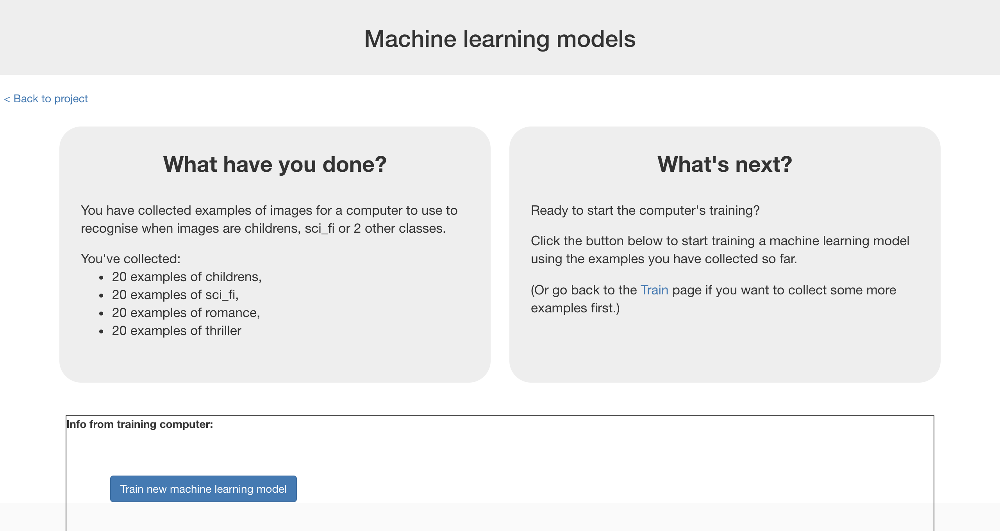 Machine learning models
< Back to project
What have you done?
You have collected examples of images for a computer to use to
recognise when images are childrens, sci_fi or 2 other classes.
You've collected:
• 20 examples of childrens,
• 20 examples of sci_fi,
• 20 examples of romance,
• 20 examples of thriller
What's next?
Ready to start the computer's training?
Click the button below to start training a machine learning model
using the examples you have collected so far.
(Or go back to the Train page if you want to collect some more
examples first.)
Info from training computer:
Train new machine learning model